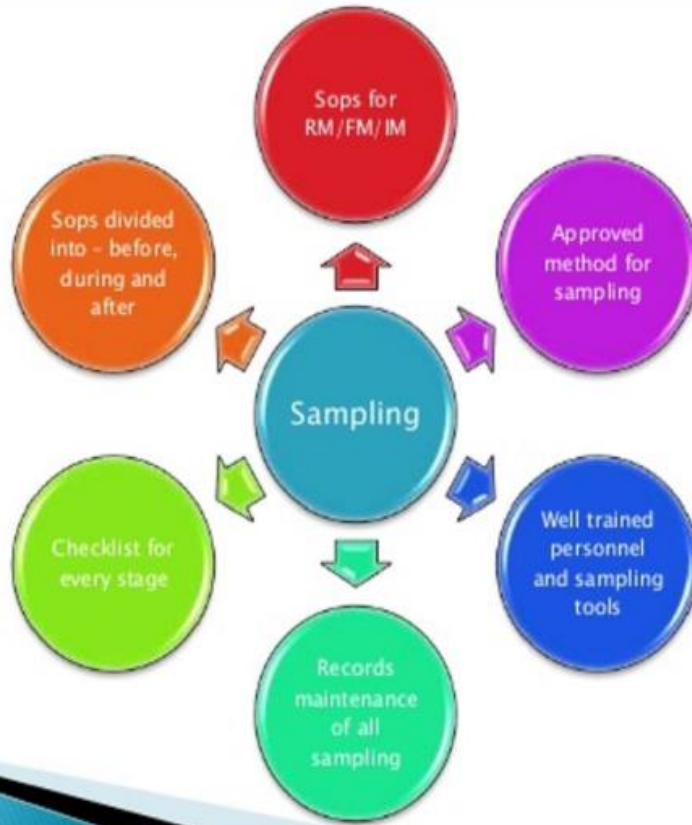 Sops for
RM/FM/IM
Approved
method for
sampling
Well trained
personnel
and sampling
tools
Records
maintenance
of all
sampling
Checklist for
every stage
Sops divided
into - before,
during and
after
Sampling